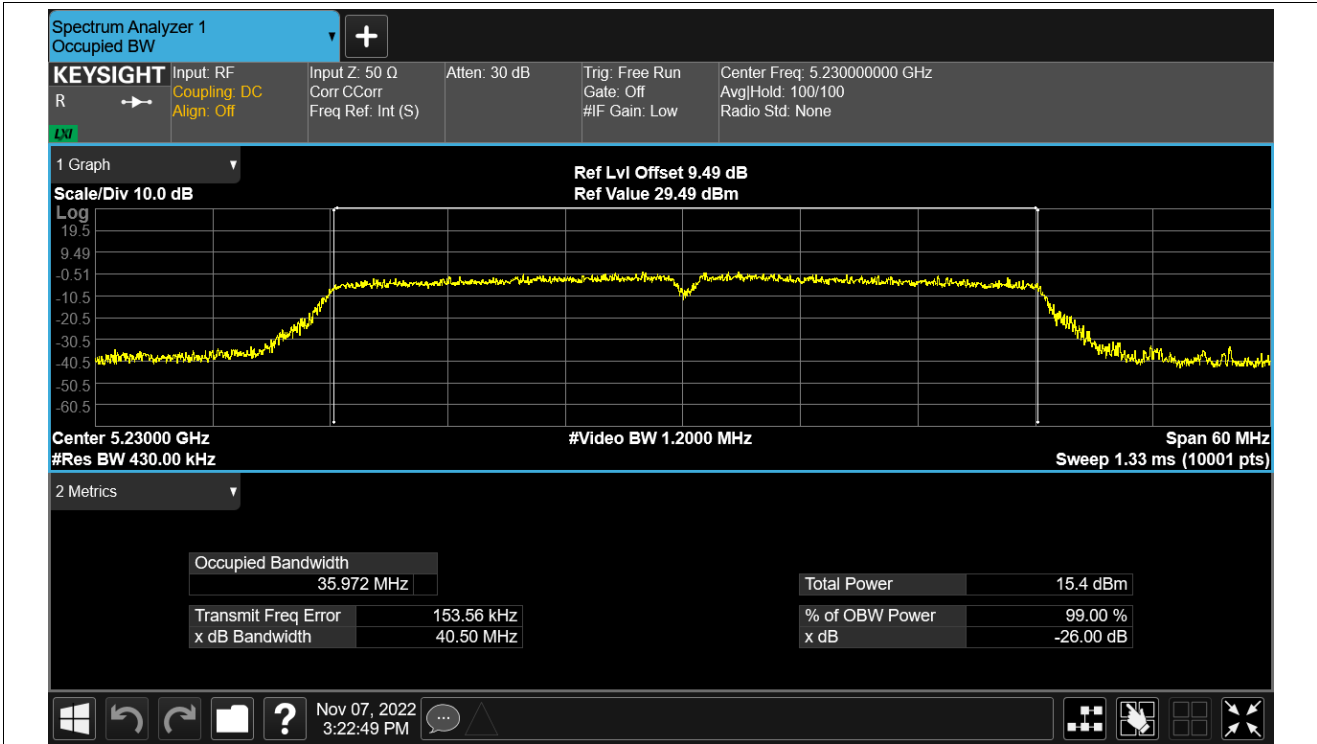 Spectrum Analyzer 1
Occupied BW
+
KEYSIGHT
R
LXI
Input: RF
Coupling: DC
Align: Off
Input Z: 50 Ω
Corr CCorr
Freq Ref: Int (S)
Atten: 30 dB
Trig: Free Run
Gate: Off
#IF Gain: Low
Center Freq: 5.230000000 GHz
Avg|Hold: 100/100
Radio Std: None
1 Graph
Scale/Div 10.0 dB
Ref Lvl Offset 9.49 dB
Ref Value 29.49 dBm
Log
19.5
9.49
-0.51
-10.5
-20.5
-30.5
-40.5
-50.5
-60.5
Center 5.23000 GHz
#Video BW 1.2000 MHz
Span 60 MHz
#Res BW 430.00 kHz
Sweep 1.33 ms (10001 pts)
2 Metrics
Occupied Bandwidth
35.972 MHz
Total Power 15.4 dBm
Transmit Freq Error 153.56 kHz
% of OBW Power 99.00 %
x dB Bandwidth 40.50 MHz
x dB -26.00 dB
?
Nov 07, 2022
3:22:49 PM